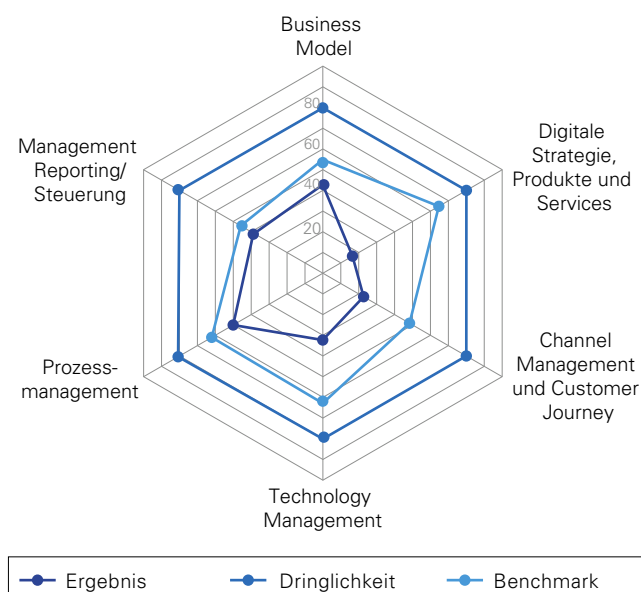 Business
Model
80
60
40
20
Management
Reporting/
Steuerung
Digitale
Strategie,
Produkte und
Services
Prozess-
management
Channel
Management
und Customer
Journey
Technology
Management
Ergebnis
Dringlichkeit
Benchmark